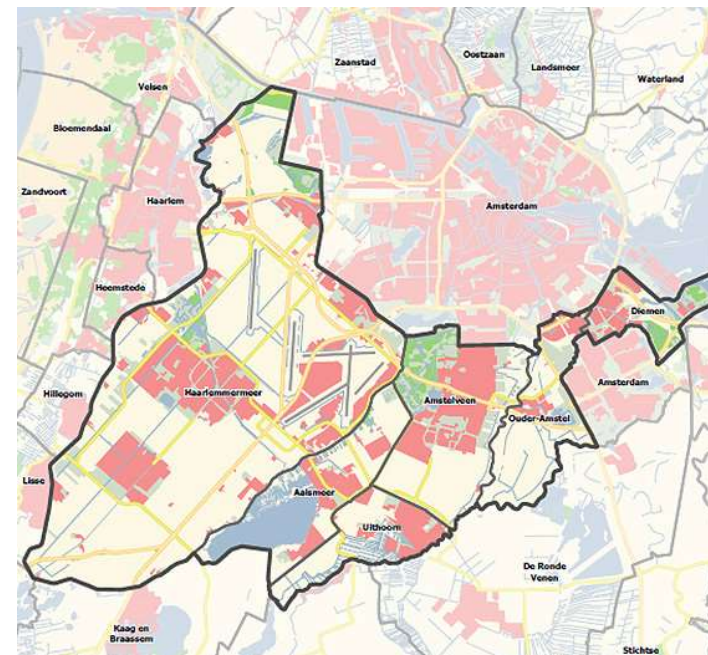 Zaanstad
Oostzaan
Landsmeer
Waterland
Velsen
Bloemendaal
Zandvoort
Haarlem
Amsterdam
Heemstede
Diemen
Hillegom
Haarlemmermeer
Amstelveen
Amsterdam
Ouder-Amstel
Lisse
Aalsmeer
Uithoorn
De Ronde
Venen
Kaag en
Braassem
Stichtse